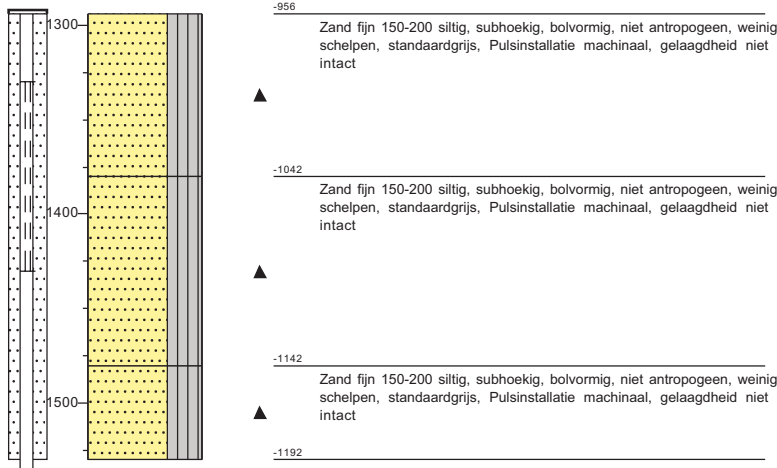 -956
1300
Zand fijn 150-200 siltig, subhoekig, bolvormig, niet antropogeen, weinig
schelpen, standaardgrijs, Pulsinstallatie machinaal, gelaagdheid niet
intact
-1042
1400
Zand fijn 150-200 siltig, subhoekig, bolvormig, niet antropogeen, weinig
schelpen, standaardgrijs, Pulsinstallatie machinaal, gelaagdheid niet
intact
-1142
1500
Zand fijn 150-200 siltig, subhoekig, bolvormig, niet antropogeen, weinig
schelpen, standaardgrijs, Pulsinstallatie machinaal, gelaagdheid niet
intact
-1192